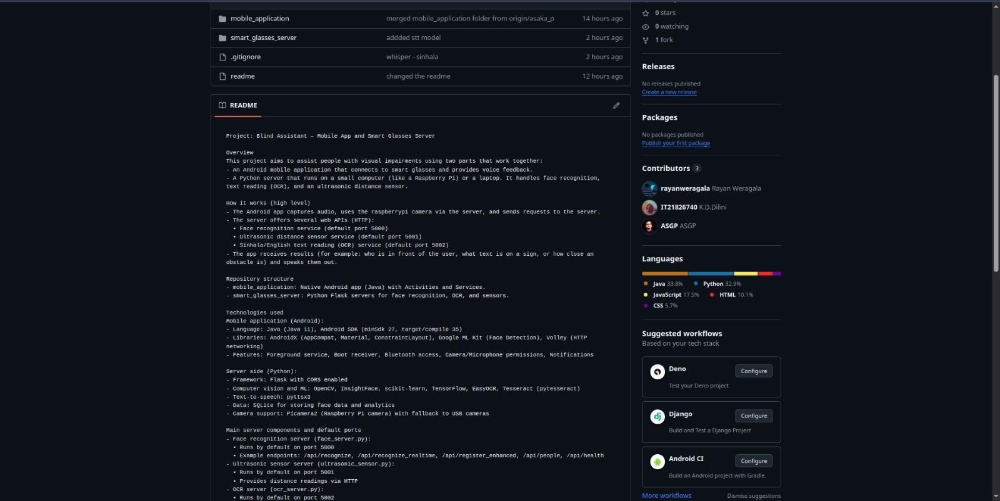 mobile_application merged mobile_application folder from origin/asaka_p 14 hours ago
smart_glasses_server addded stt model 2 hours ago
.gitignore whisper - sinhala 2 hours ago
readme changed the readme 12 hours ago
README
Project: Blind Assistant – Mobile App and Smart Glasses Server
Overview
This project aims to assist people with visual impairments using two parts that work together:
- An Android mobile application that connects to smart glasses and provides voice feedback.
- A Python server that runs on a small computer (like a Raspberry Pi) or a laptop. It handles face recognition,
text reading (OCR), and an ultrasonic distance sensor.
How it works (high level)
- The Android app captures audio, uses the raspberrypi camera via the server, and sends requests to the server.
- The server offers several web APIs (HTTP):
• Face recognition service (default port 5000)
• Ultrasonic distance sensor service (default port 5001)
• Sinhala/English text reading (OCR) service (default port 5002)
- The app receives results (for example: who is in front of the user, what text is on a sign, or how close an
obstacle is) and speaks them out.
Repository structure
- mobile_application: Native Android app (Java) with Activities and Services.
- smart_glasses_server: Python Flask servers for face recognition, OCR, and sensors.
Technologies used
Mobile application (Android):
- Language: Java (Java 11), Android SDK (minSdk 27, target/compile 35)
- Libraries: AndroidX (AppCompat, Material, ConstraintLayout), Google ML Kit (Face Detection), Volley (HTTP
networking)
- Features: Foreground service, Boot receiver, Bluetooth access, Camera/Microphone permissions, Notifications
Server side (Python):
- Framework: Flask with CORS enabled
- Computer vision and ML: OpenCV, InsightFace, scikit-learn, TensorFlow, EasyOCR, Tesseract (pytesseract)
- Text-to-speech: pyttsx3
- Data: SQLite for storing face data and analytics
- Camera support: Picamera2 (Raspberry Pi camera) with fallback to USB cameras
Main server components and default ports
- Face recognition server (face_server.py):
• Runs by default on port 5000
• Example endpoints: /api/recognize, /api/recognize_realtime, /api/register_enhanced, /api/people, /api/health
- Ultrasonic sensor server (ultrasonic_sensor.py):
• Runs by default on port 5001
• Provides distance readings via HTTP
- OCR server (ocr_server.py):
• Runs by default on port 5002
0 stars
0 watching
1 fork
Releases
No releases published
Create a new release
Packages
No packages published
Publish your first package
Contributors 3
rayanweragala Rayan Weragala
IT21826740 K.D.Dilini
ASGP ASGP
Languages
Java 33.8% Python 32.9%
JavaScript 17.5% HTML 10.1%
CSS 5.7%
Suggested workflows
Based on your tech stack
Deno Configure
Test your Deno project
dj Django Configure
Build and Test a Django Project
Android CI Configure
Build an Android project with Gradle.
More workflows Dismiss suggestions